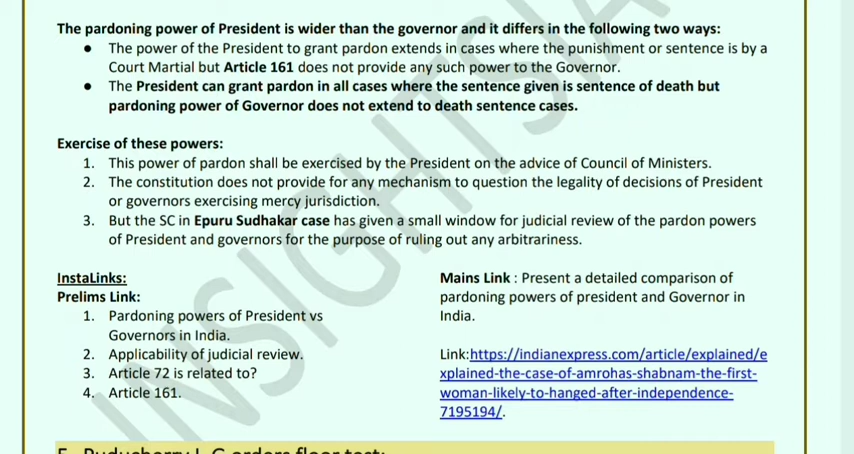 The pardoning power of President is wider than the governor and it differs in the following two ways:
● The power of the President to grant pardon extends in cases where the punishment or sentence is by a
Court Martial but Article 161 does not provide any such power to the Governor.
● The President can grant pardon in all cases where the sentence given is sentence of death but
pardoning power of Governor does not extend to death sentence cases.
Exercise of these powers:
1. This power of pardon shall be exercised by the President on the advice of Council of Ministers.
2. The constitution does not provide for any mechanism to question the legality of decisions of President
or governors exercising mercy jurisdiction.
3. But the SC in Epuru Sudhakar case has given a small window for judicial review of the pardon powers
of President and governors for the purpose of ruling out any arbitrariness.
InstaLinks:
Prelims Link:
1. Pardoning powers of President vs
Governors in India.
2. Applicability of judicial review.
3. Article 72 is related to?
4. Article 161.
Mains Link : Present a detailed comparison of
pardoning powers of president and Governor in
India.
Link:https://indianexpress.com/article/explained/e
xplained-the-case-of-amrohas-shabnam-the-first-
woman-likely-to-hanged-after-independence-
7195194/.
INSIGHTSIA